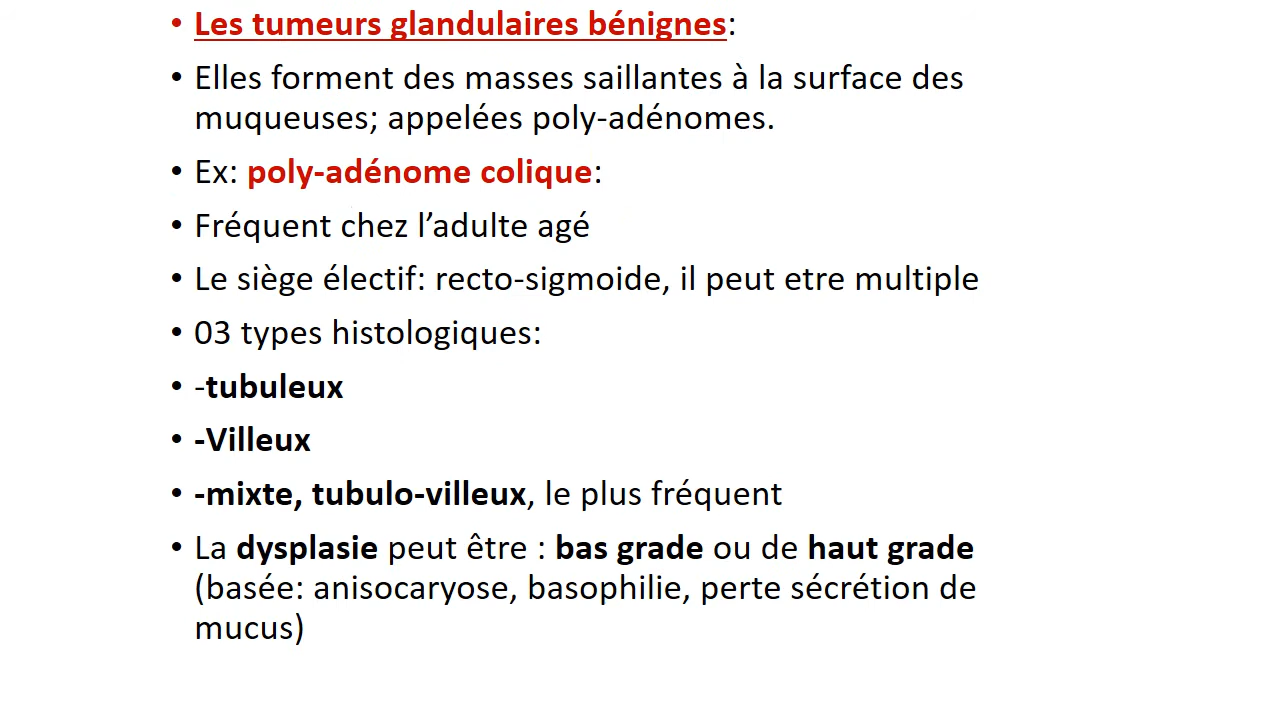 • Les tumeurs glandulaires bénignes:
• Elles forment des masses saillantes à la surface des
muqueuses; appelées poly-adénomes.
• Ex: poly-adénome colique:
• Fréquent chez l’adulte agé
• Le siège électif: recto-sigmoide, il peut etre multiple
• 03 types histologiques:
• -tubuleux
• -Villeux
• -mixte, tubulo-villeux, le plus fréquent
• La dysplasie peut être : bas grade ou de haut grade
(basée: anisocaryose, basophilie, perte sécrétion de
mucus)